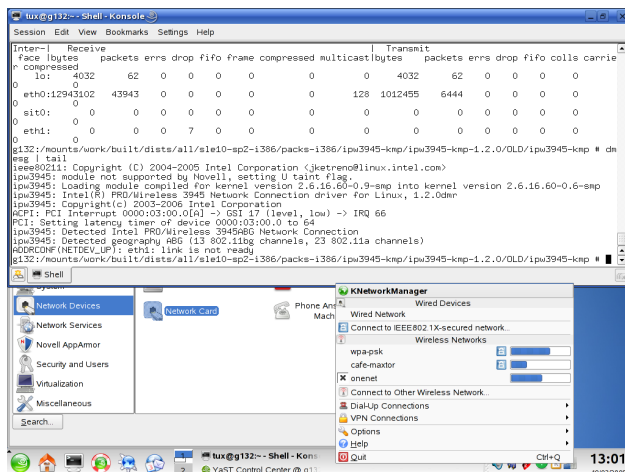 tux@g132:~ - Shell - Konsole
Session Edit View Bookmarks Settings Help
Inter-| Receive | Transmit
face |bytes packets errs drop fifo frame compressed multicast|bytes packets errs drop fifo colls carrie
r compressed
lo: 4032 62 0 0 0 0 0 0 4032 62 0 0 0 0 0
0 0
eth0:12943102 43943 0 0 0 0 0 128 1012455 6444 0 0 0 0
0 0
sit0: 0 0 0 0 0 0 0 0 0 0 0 0 0 0
0 0
eth1: 0 0 0 7 0 0 0 0 0 0 0 0 0 0
0 0
g132:/mounts/work/built/dists/all/sle10-sp2-i386/packs-i386/ipw3945-kmp-1.2.0/OLD/ipw3945-kmp # dm
esg | tail
ieee80211: Copyright (C) 2004-2005 Intel Corporation <jketreno@linux.intel.com>
ipw3945: module not supported by Novell, setting U taint flag.
ipw3945: Loading module compiled for kernel version 2.6.16.60-0.9-smp into kernel version 2.6.16.60-0.6-smp
ipw3945: Intel(R) PRO/Wireless 3945 Network Connection driver for Linux, 1.2.0dmr
ipw3945: Copyright(c) 2003-2006 Intel Corporation
ACPI: PCI Interrupt 0000:03:00.0[A] -> GSI 17 (level, low) -> IRQ 66
PCI: Setting latency timer of device 0000:03:00.0 to 64
ipw3945: Detected Intel PRO/Wireless 3945ABG Network Connection
ipw3945: Detected geography ABG (13 802.11bg channels, 23 802.11a channels)
ADDRCONF(NETDEV_UP): eth1: link is not ready
g132:/mounts/work/built/dists/all/sle10-sp2-i386/packs-i386/ipw3945-kmp-1.2.0/OLD/ipw3945-kmp #
Shell
System
Network Devices
Network Services
Novell AppArmor
Security and Users
Virtualization
Miscellaneous
Search...
Network Card
Phone Ans
Mach
KNetworkManager
Wired Devices
Wired Network
Connect to IEEE802.1X-secured network...
Wireless Networks
wpa-psk
cafe-maxtor
onenet
Connect to Other Wireless Network...
Dial-Up Connections
VPN Connections
Options
Help
Quit Ctrl+Q
2
tux@g132:~ - Shell - Kons
YaST Control Center @ g13
13:01